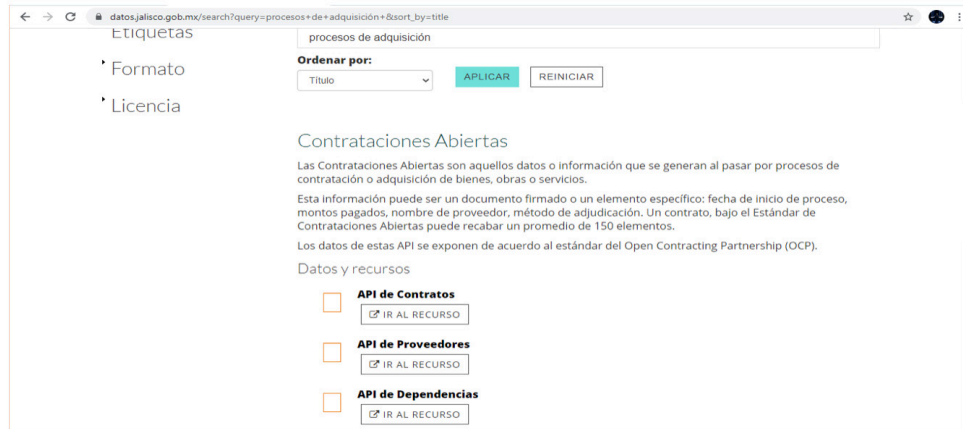 datos.jalisco.gob.mx/search?query=procesos+de+adquisición+&sort_by=title
Etiquetas
procesos de adquisición
Formato
Ordenar por:
Título
APLICAR
REINICIAR
Licencia
Contrataciones Abiertas
Las Contrataciones Abiertas son aquellos datos o información que se generan al pasar por procesos de
contratación o adquisición de bienes, obras o servicios.
Esta información puede ser un documento firmado o un elemento específico: fecha de inicio de proceso,
montos pagados, nombre de proveedor, método de adjudicación. Un contrato, bajo el Estándar de
Contrataciones Abiertas puede recabar un promedio de 150 elementos.
Los datos de estas API se exponen de acuerdo al estándar del Open Contracting Partnership (OCP).
Datos y recursos
API de Contratos
IR AL RECURSO
API de Proveedores
IR AL RECURSO
API de Dependencias
IR AL RECURSO